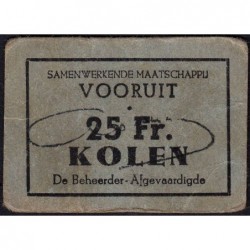 SAMENWERKENDE MAATSCHAPPIJ
VOORUIT
25 Fr.
KOLEN
De Beheerder-Afgevaardigde